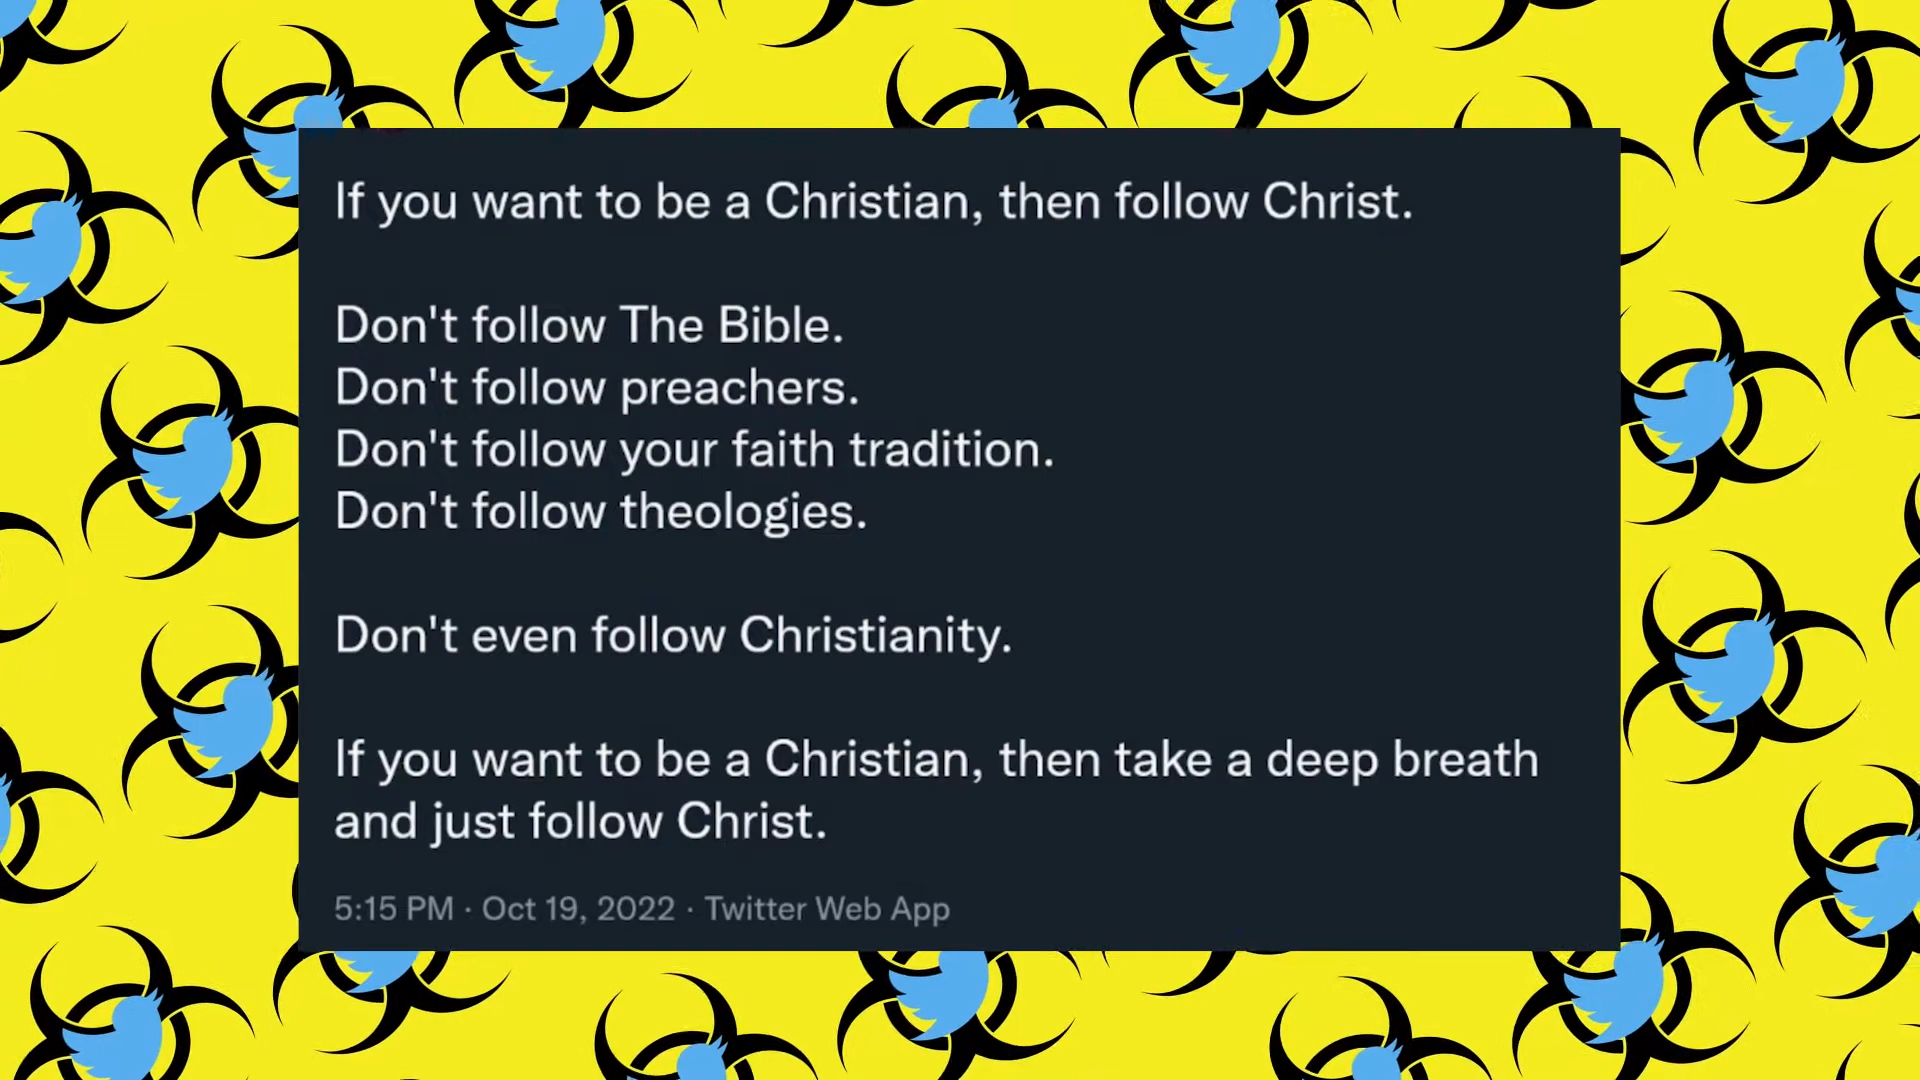 If you want to be a Christian, then follow Christ.
Don't follow The Bible.
Don't follow preachers.
Don't follow your faith tradition.
Don't follow theologies.
Don't even follow Christianity.
If you want to be a Christian, then take a deep breath
and just follow Christ.
5:15 PM · Oct 19, 2022 · Twitter Web App